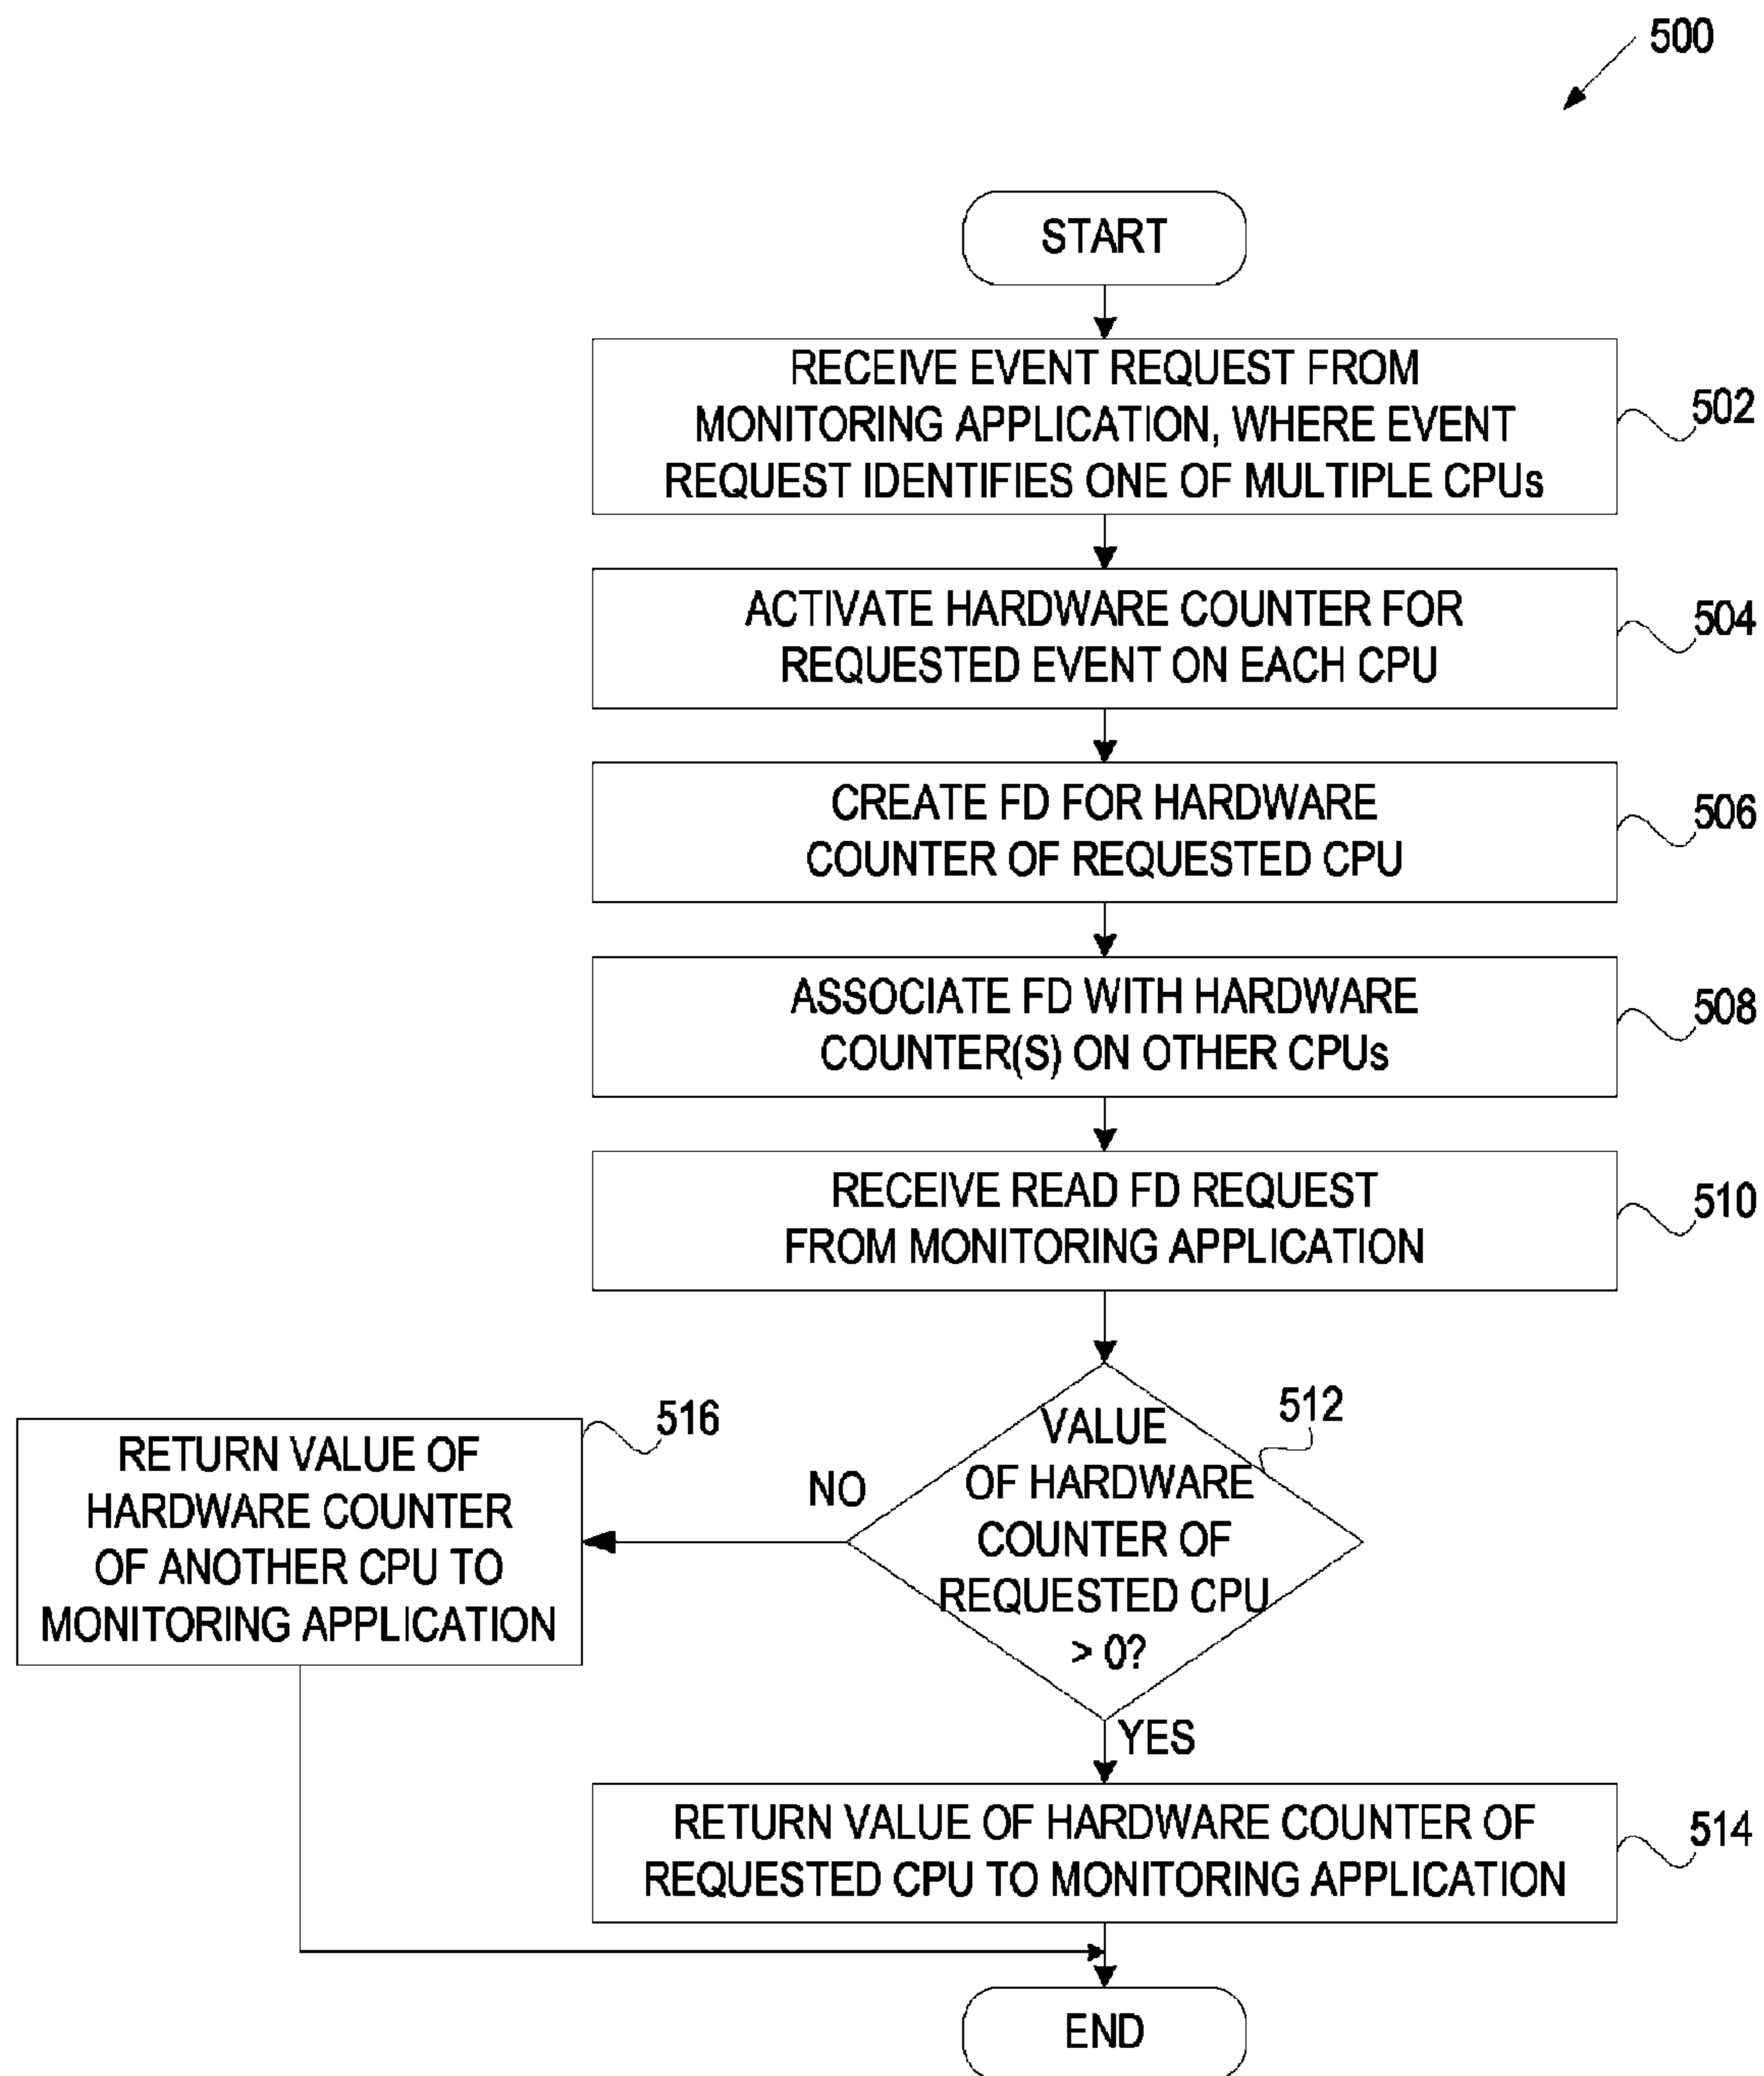 500
START
RECEIVE EVENT REQUEST FROM
MONITORING APPLICATION, WHERE EVENT
REQUEST IDENTIFIES ONE OF MULTIPLE CPUs
502
ACTIVATE HARDWARE COUNTER FOR
REQUESTED EVENT ON EACH CPU
504
CREATE FD FOR HARDWARE
COUNTER OF REQUESTED CPU
506
ASSOCIATE FD WITH HARDWARE
COUNTER(S) ON OTHER CPUs
508
RECEIVE READ FD REQUEST
FROM MONITORING APPLICATION
510
VALUE
OF HARDWARE
COUNTER OF
REQUESTED CPU
> 0?
512
NO
RETURN VALUE OF
HARDWARE COUNTER
OF ANOTHER CPU TO
MONITORING APPLICATION
516
YES
RETURN VALUE OF HARDWARE COUNTER OF
REQUESTED CPU TO MONITORING APPLICATION
514
END